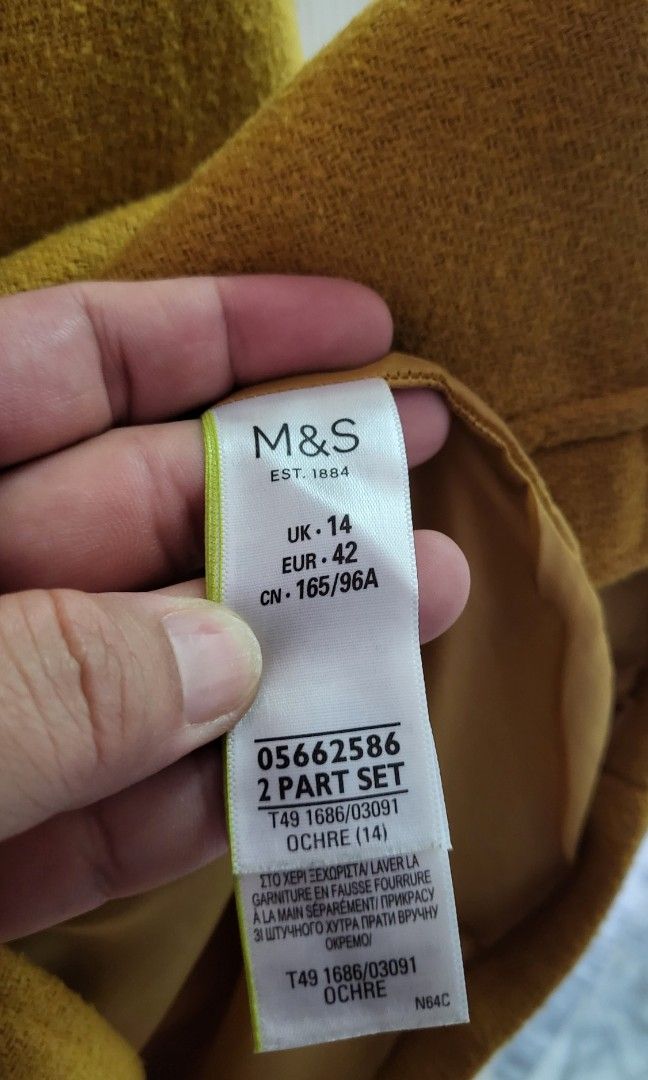 M&S
EST. 1884
UK • 14
EUR • 42
CN • 165/96A
05662586
2 PART SET
T49 1686/03091
OCHRE (14)
ΣΤΟ ΧΕΡΙ ΞΕΧΩΡΙΣΤΑ/ LAVER LA
GARNITURE EN FAUSSE FOURRURE
À LA MAIN SÉPARÉMENT/ ПРИКРАСУ
ЗІ ШТУЧНОГО ХУТРА ПРАТИ ВРУЧНУ
ОКРЕМО/
T49 1686/03091
OCHRE
N64C